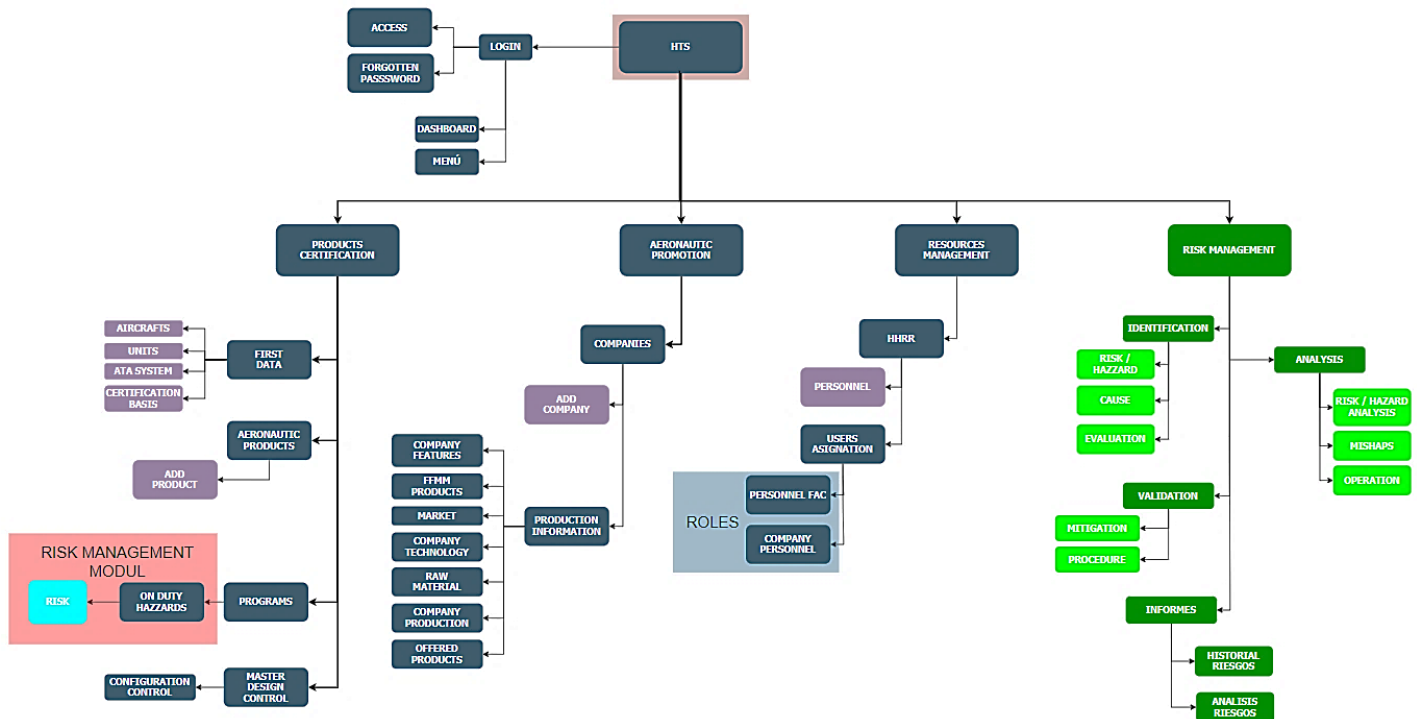 ACCESS
LOGIN
HTS
FORGOTTEN
PASSSWORD
DASHBOARD
MENÚ
PRODUCTS
CERTIFICATION
AERONAUTIC
PROMOTION
RESOURCES
MANAGEMENT
RISK MANAGEMENT
AIRCRAFTS
UNITS
ATA SYSTEM
CERTIFICATION
BASIS
FIRST
DATA
AERONAUTIC
PRODUCTS
ADD
PRODUCT
RISK MANAGEMENT
MODUL
RISK
ON DUTY
HAZZARDS
PROGRAMS
CONFIGURATION
CONTROL
MASTER
DESIGN
CONTROL
COMPANIES
ADD
COMPANY
COMPANY
FEATURES
FFMM
PRODUCTS
MARKET
COMPANY
TECHNOLOGY
RAW
MATERIAL
COMPANY
PRODUCTION
OFFERED
PRODUCTS
PRODUCTION
INFORMATION
HHRR
PERSONNEL
USERS
ASIGNATION
ROLES
PERSONNEL FAC
COMPANY
PERSONNEL
IDENTIFICATION
RISK /
HAZZARD
CAUSE
EVALUATION
ANALYSIS
RISK / HAZARD
ANALYSIS
MISHAPS
OPERATION
VALIDATION
MITIGATION
PROCEDURE
INFORMES
HISTORIAL
RIESGOS
ANALISIS
RIESGOS